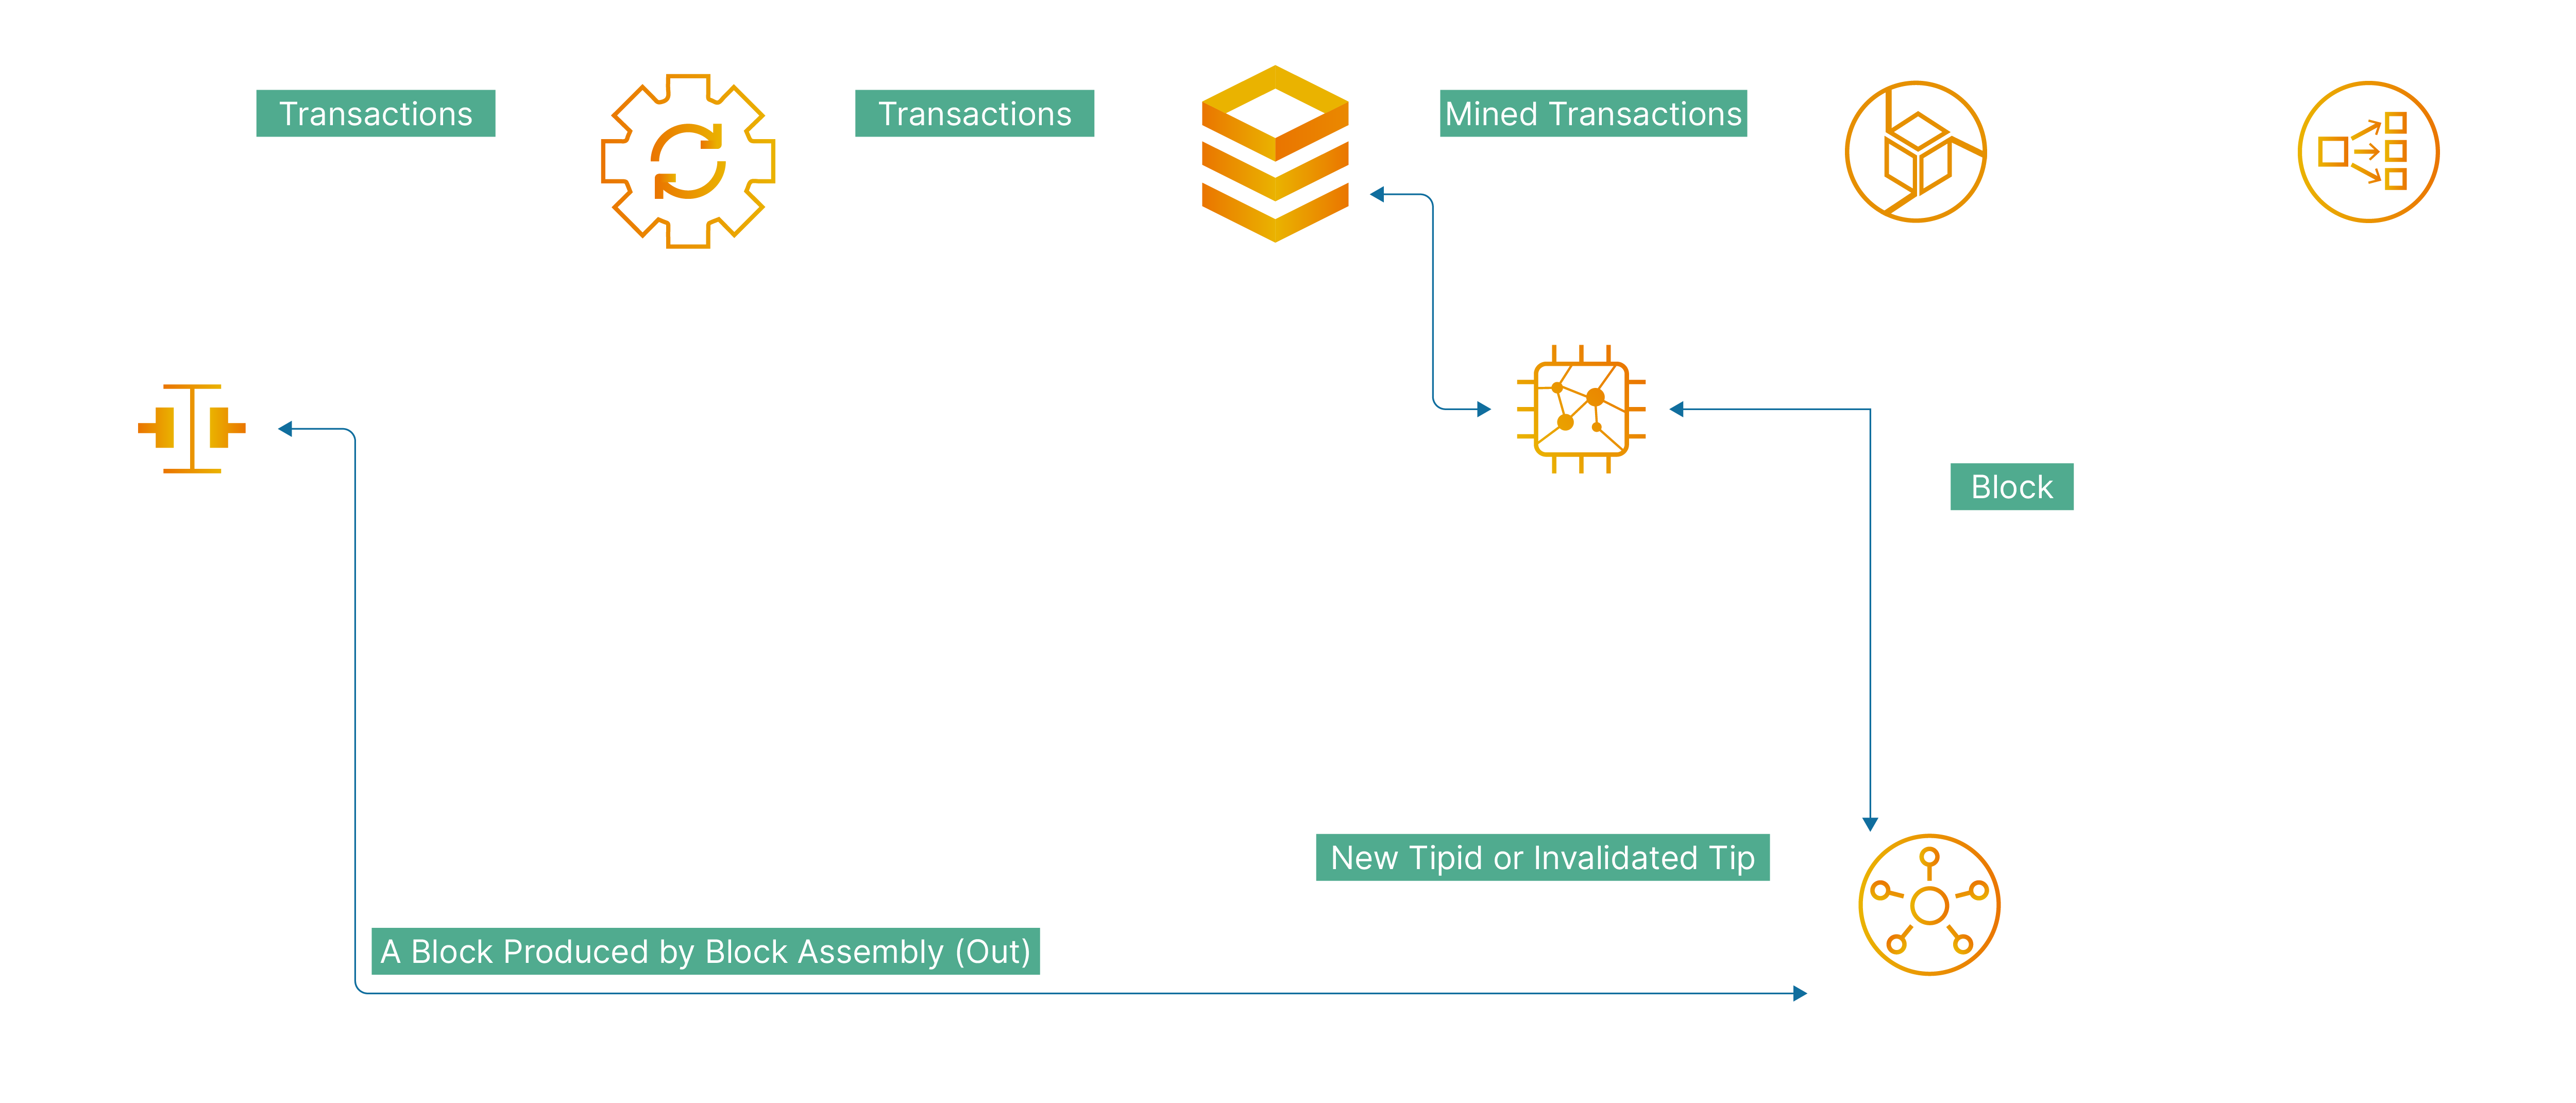 Transactions
Transactions
Mined Transactions
Block
New Tipid or Invalidated Tip
A Block Produced by Block Assembly (Out)